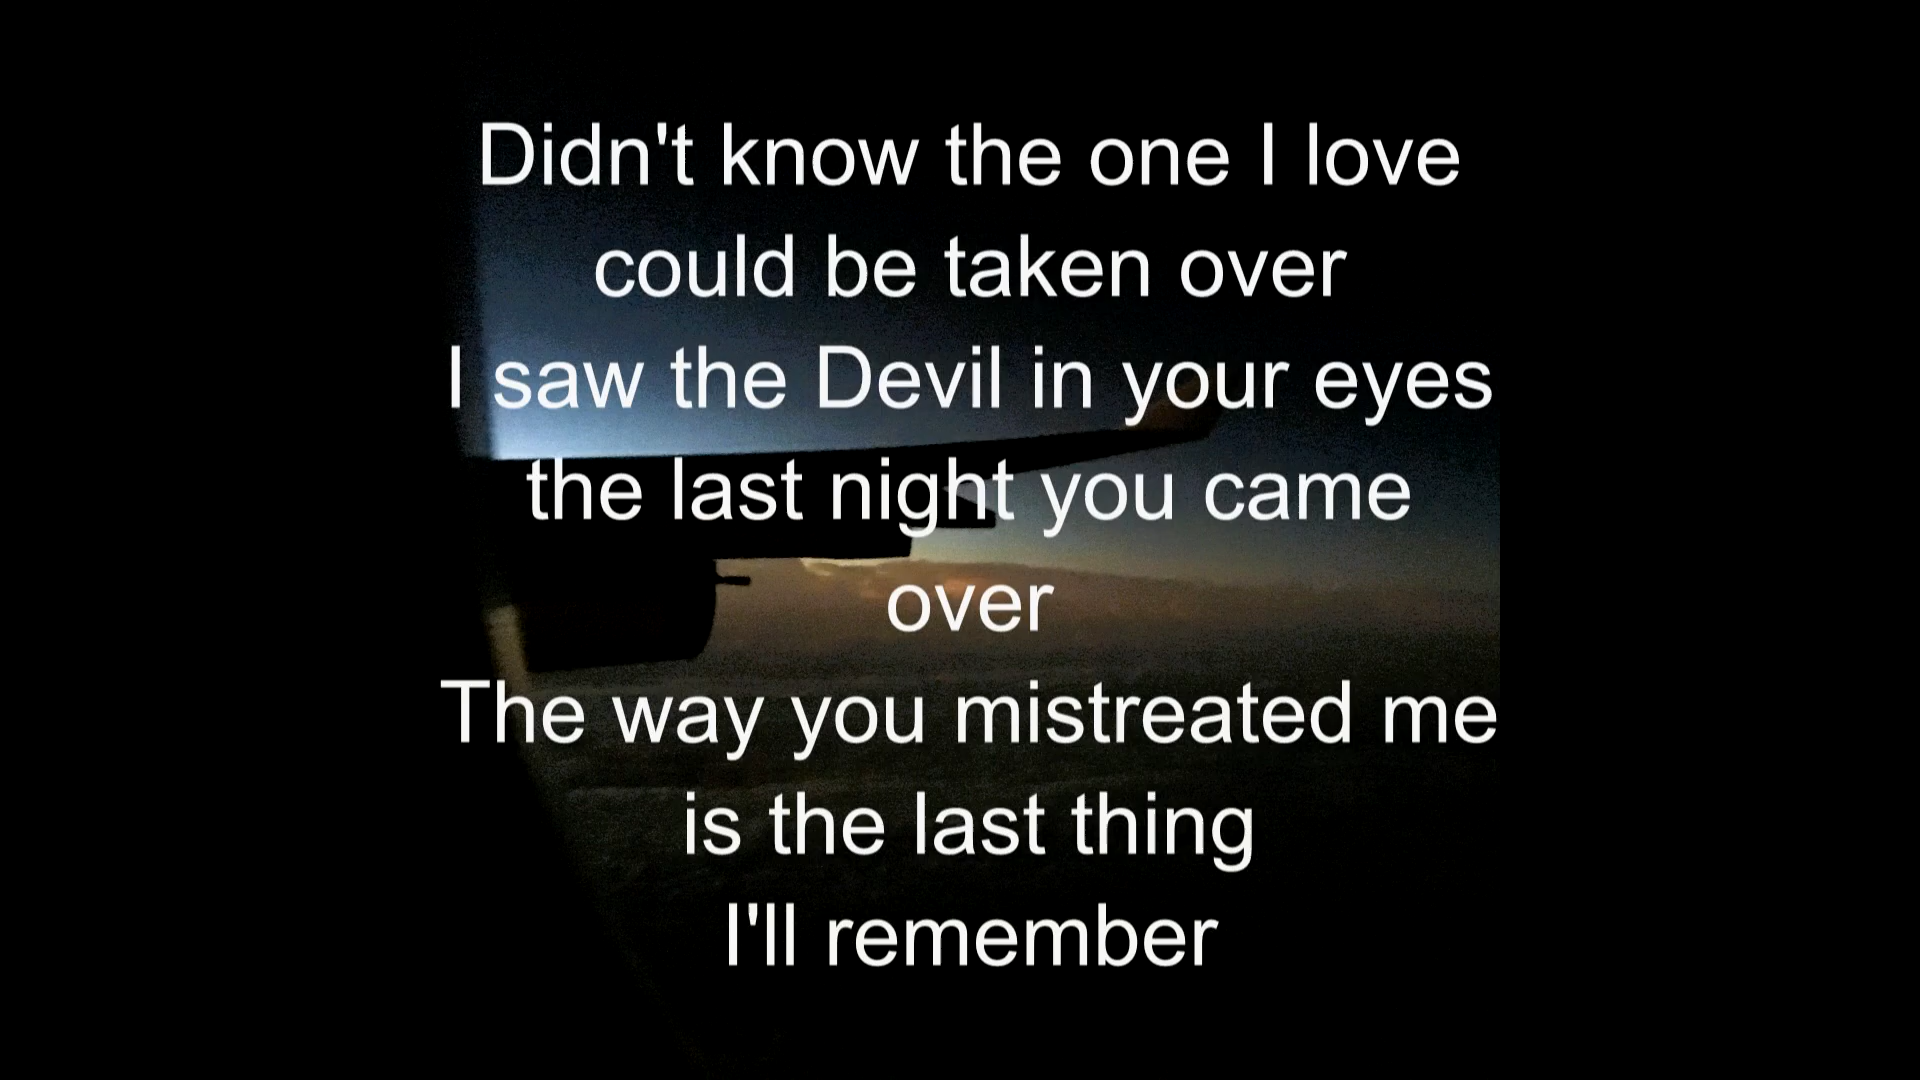 Didn't know the one I love
could be taken over
I saw the Devil in your eyes
the last night you came
over
The way you mistreated me
is the last thing
I'll remember